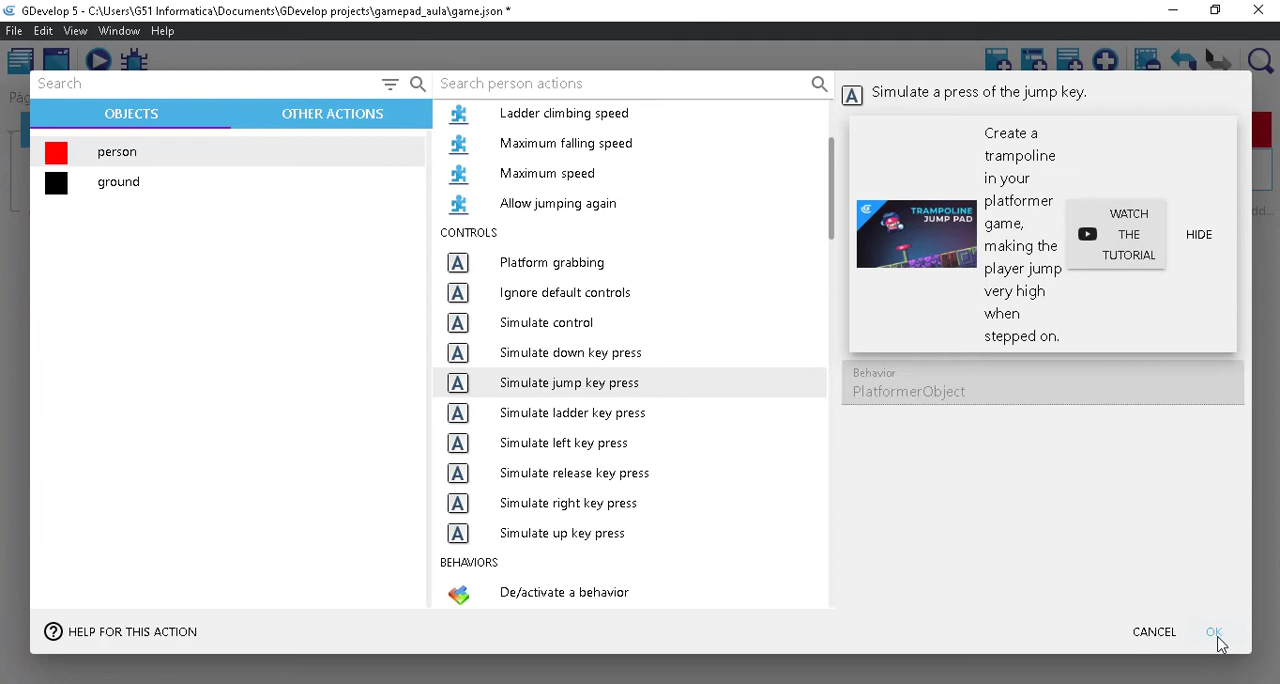 GDevelop 5 - C:\Users\G51 Informatica\Documents\GDevelop projects\gamepad_aula\game.json *
File Edit View Window Help
Pág
Search
Search person actions
OBJECTS
OTHER ACTIONS
person
ground
Ladder climbing speed
Maximum falling speed
Maximum speed
Allow jumping again
CONTROLS
Platform grabbing
Ignore default controls
Simulate control
Simulate down key press
Simulate jump key press
Simulate ladder key press
Simulate left key press
Simulate release key press
Simulate right key press
Simulate up key press
BEHAVIORS
De/activate a behavior
Simulate a press of the jump key.
TRAMPOLINE
JUMP PAD
Create a
trampoline
in your
platformer
game,
making the
player jump
very high
when
stepped on.
WATCH
THE
TUTORIAL
HIDE
Behavior
PlatformerObject
dd...
HELP FOR THIS ACTION
CANCEL
OK